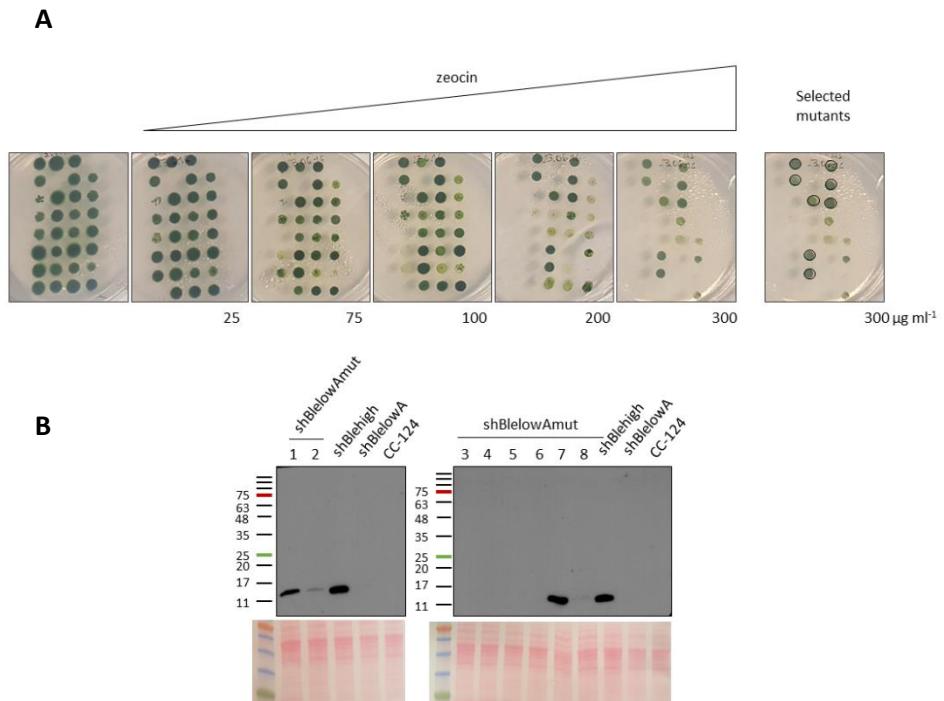 A
zeocin
Selected
mutants
25
75
100
200
300
300 µg ml-1
B
shBlelowAmut
shBlehigh
shBlelowA
CC-124
1 2
75
63
48
35
25
20
17
11
shBlelowAmut
shBlehigh
shBlelowA
CC-124
3 4 5 6 7 8
75
63
48
35
25
20
17
11